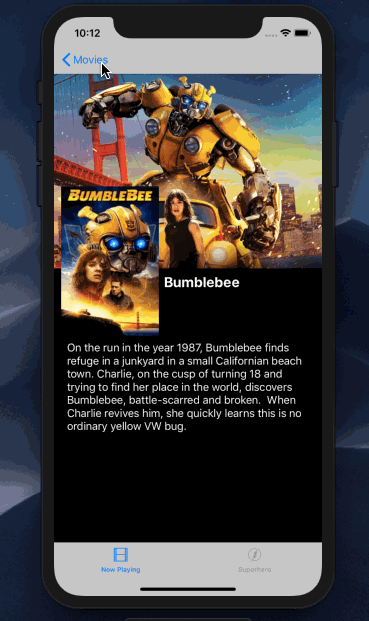 10:12
Movies
BUMBLEBEE
Bumblebee
On the run in the year 1987, Bumblebee finds
refuge in a junkyard in a small Californian beach
town. Charlie, on the cusp of turning 18 and
trying to find her place in the world, discovers
Bumblebee, battle-scarred and broken.  When
Charlie revives him, she quickly learns this is no
ordinary yellow VW bug.
Now Playing
Superhero